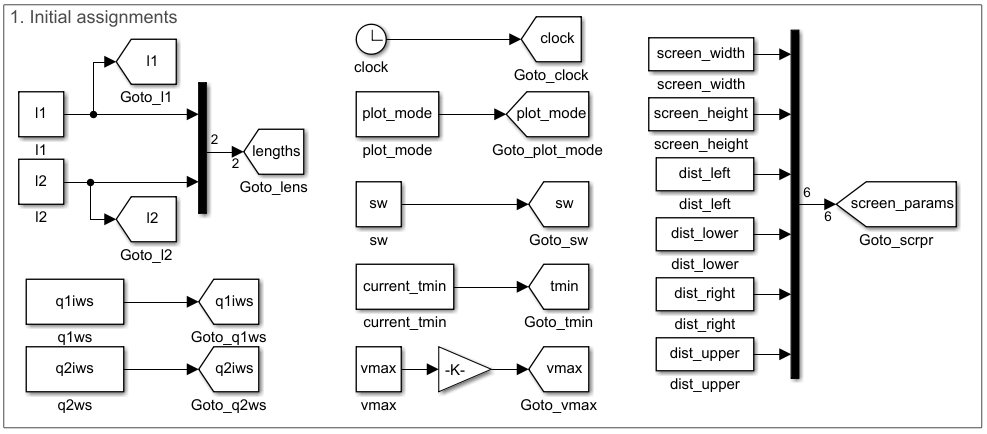 1. Initial assignments
l1
Goto_l1
l1
l1
l2
l2
l2
Goto_l2
2
2
lengths
Goto_lens
q1iws
q1ws
q1iws
Goto_q1ws
q2iws
q2ws
q2iws
Goto_q2ws
clock
clock
Goto_clock
plot_mode
plot_mode
plot_mode
Goto_plot_mode
sw
sw
sw
Goto_sw
current_tmin
current_tmin
tmin
Goto_tmin
vmax
vmax
-K-
vmax
Goto_vmax
screen_width
screen_width
screen_height
screen_height
dist_left
dist_left
dist_lower
dist_lower
dist_right
dist_right
dist_upper
dist_upper
6
6
screen_params
Goto_scrpr